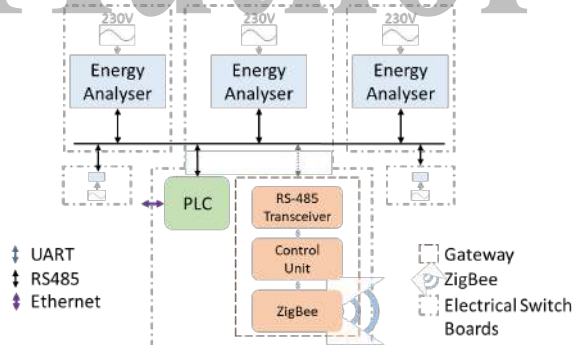 230V
230V
230V
Energy
Analyser
Energy
Analyser
Energy
Analyser
PLC
RS-485
Transceiver
Control
Unit
ZigBee
UART
RS485
Ethernet
Gateway
ZigBee
Electrical Switch
Boards